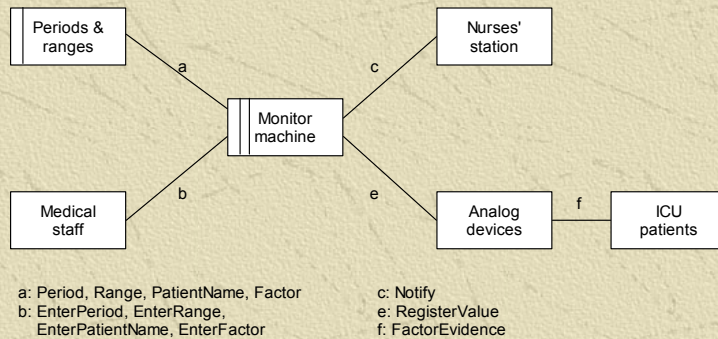 Periods &
ranges
Nurses'
station
a
c
Monitor
machine
b
e
f
Medical
staff
Analog
devices
ICU
patients
a: Period, Range, PatientName, Factor
b: EnterPeriod, EnterRange,
EnterPatientName, EnterFactor
c: Notify
e: RegisterValue
f: FactorEvidence